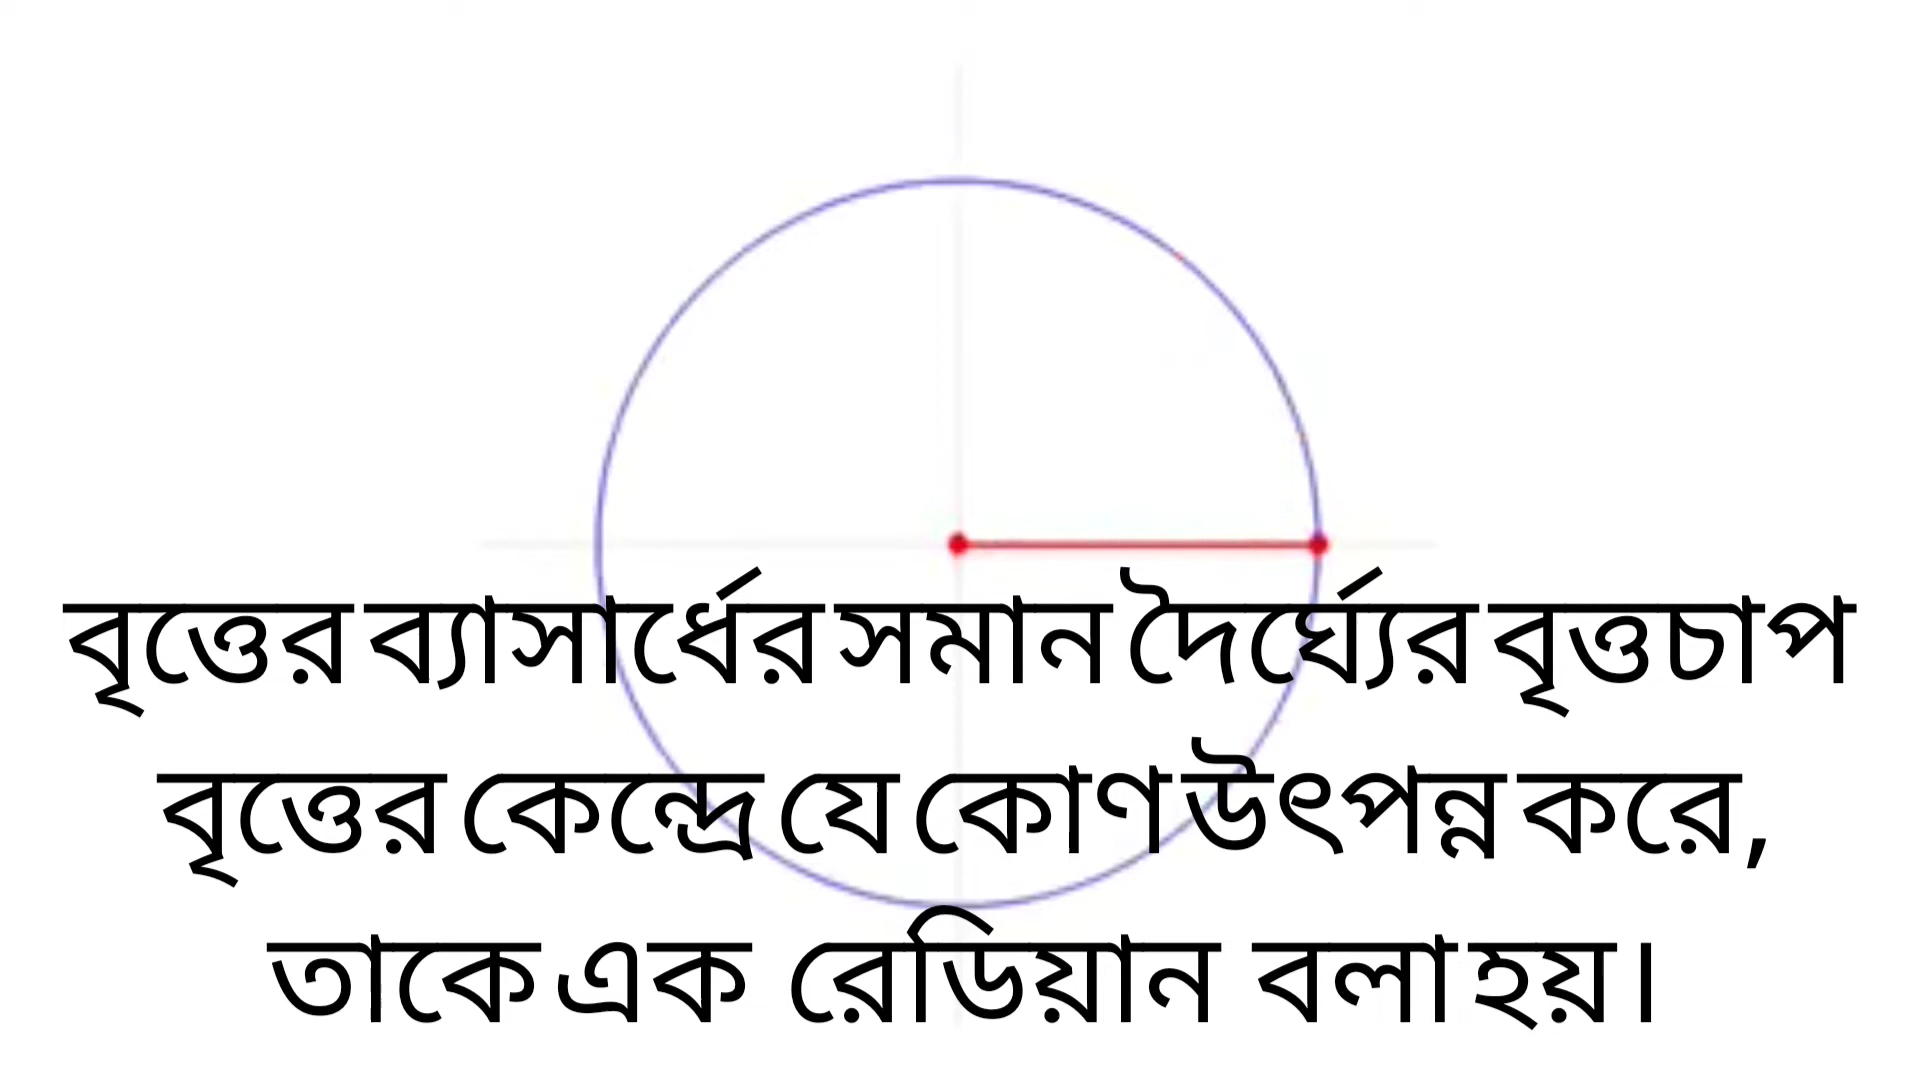 বৃত্তের ব্যাসার্ধের সমান দৈর্ঘ্যের বৃত্তচাপ
বৃত্তের কেন্দ্রে যে কোণ উৎপন্ন করে,
তাকে এক রেডিয়ান বলা হয়।